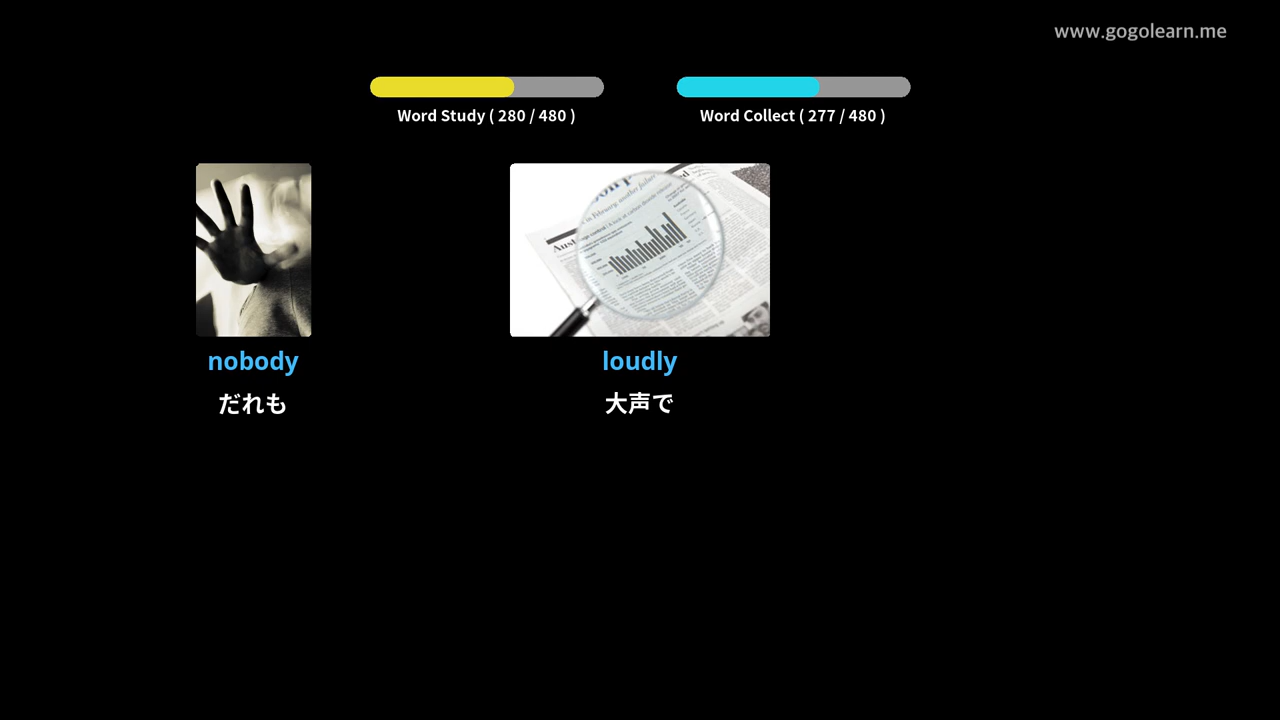 www.gogolearn.me
Word Study ( 280 / 480 )
Word Collect ( 277 / 480 )
nobody
loudly
だれも
大声で